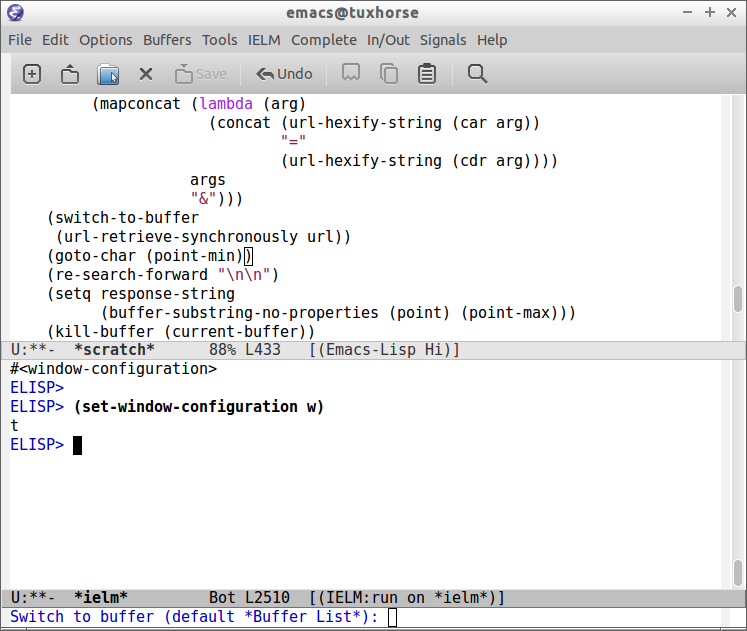 emacs@tuxhorse
File Edit Options Buffers Tools IELM Complete In/Out Signals Help
Save Undo
(mapconcat (lambda (arg)
(concat (url-hexify-string (car arg))
"="
(url-hexify-string (cdr arg))))
args
"&")))
(switch-to-buffer
(url-retrieve-synchronously url))
(goto-char (point-min))
(re-search-forward "\n\n")
(setq response-string
(buffer-substring-no-properties (point) (point-max)))
(kill-buffer (current-buffer))
U:**- *scratch* 88% L433 [(Emacs-Lisp Hi)]
#<window-configuration>
ELISP>
ELISP> (set-window-configuration w)
t
ELISP>
U:**- *ielm* Bot L2510 [(IELM:run on *ielm*)]
Switch to buffer (default *Buffer List*):